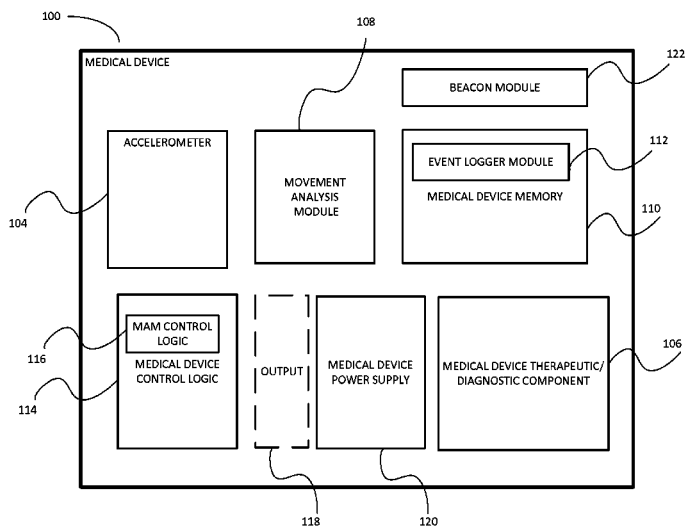 100
108
MEDICAL DEVICE
122
BEACON MODULE
ACCELEROMETER
112
EVENT LOGGER MODULE
MOVEMENT
ANALYSIS
MODULE
MEDICAL DEVICE MEMORY
104
110
MAM CONTROL
LOGIC
116
MEDICAL DEVICE
CONTROL LOGIC
114
OUTPUT
MEDICAL DEVICE
POWER SUPPLY
MEDICAL DEVICE THERAPEUTIC/
DIAGNOSTIC COMPONENT
106
118
120